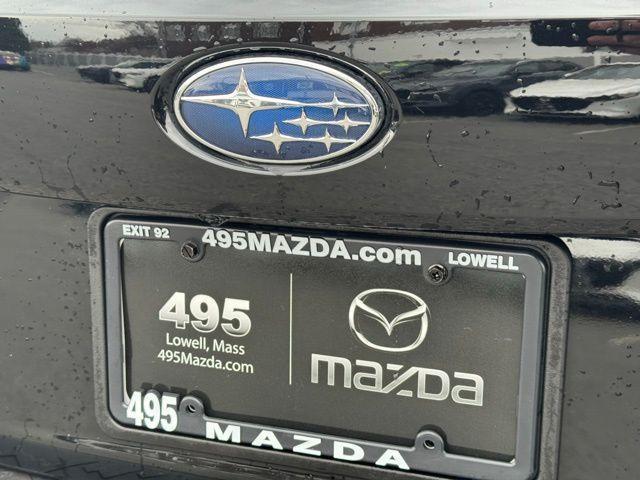 EXIT 92
495MAZDA.com
LOWELL
495
Lowell, Mass
495Mazda.com
mazda
495
MAZDA